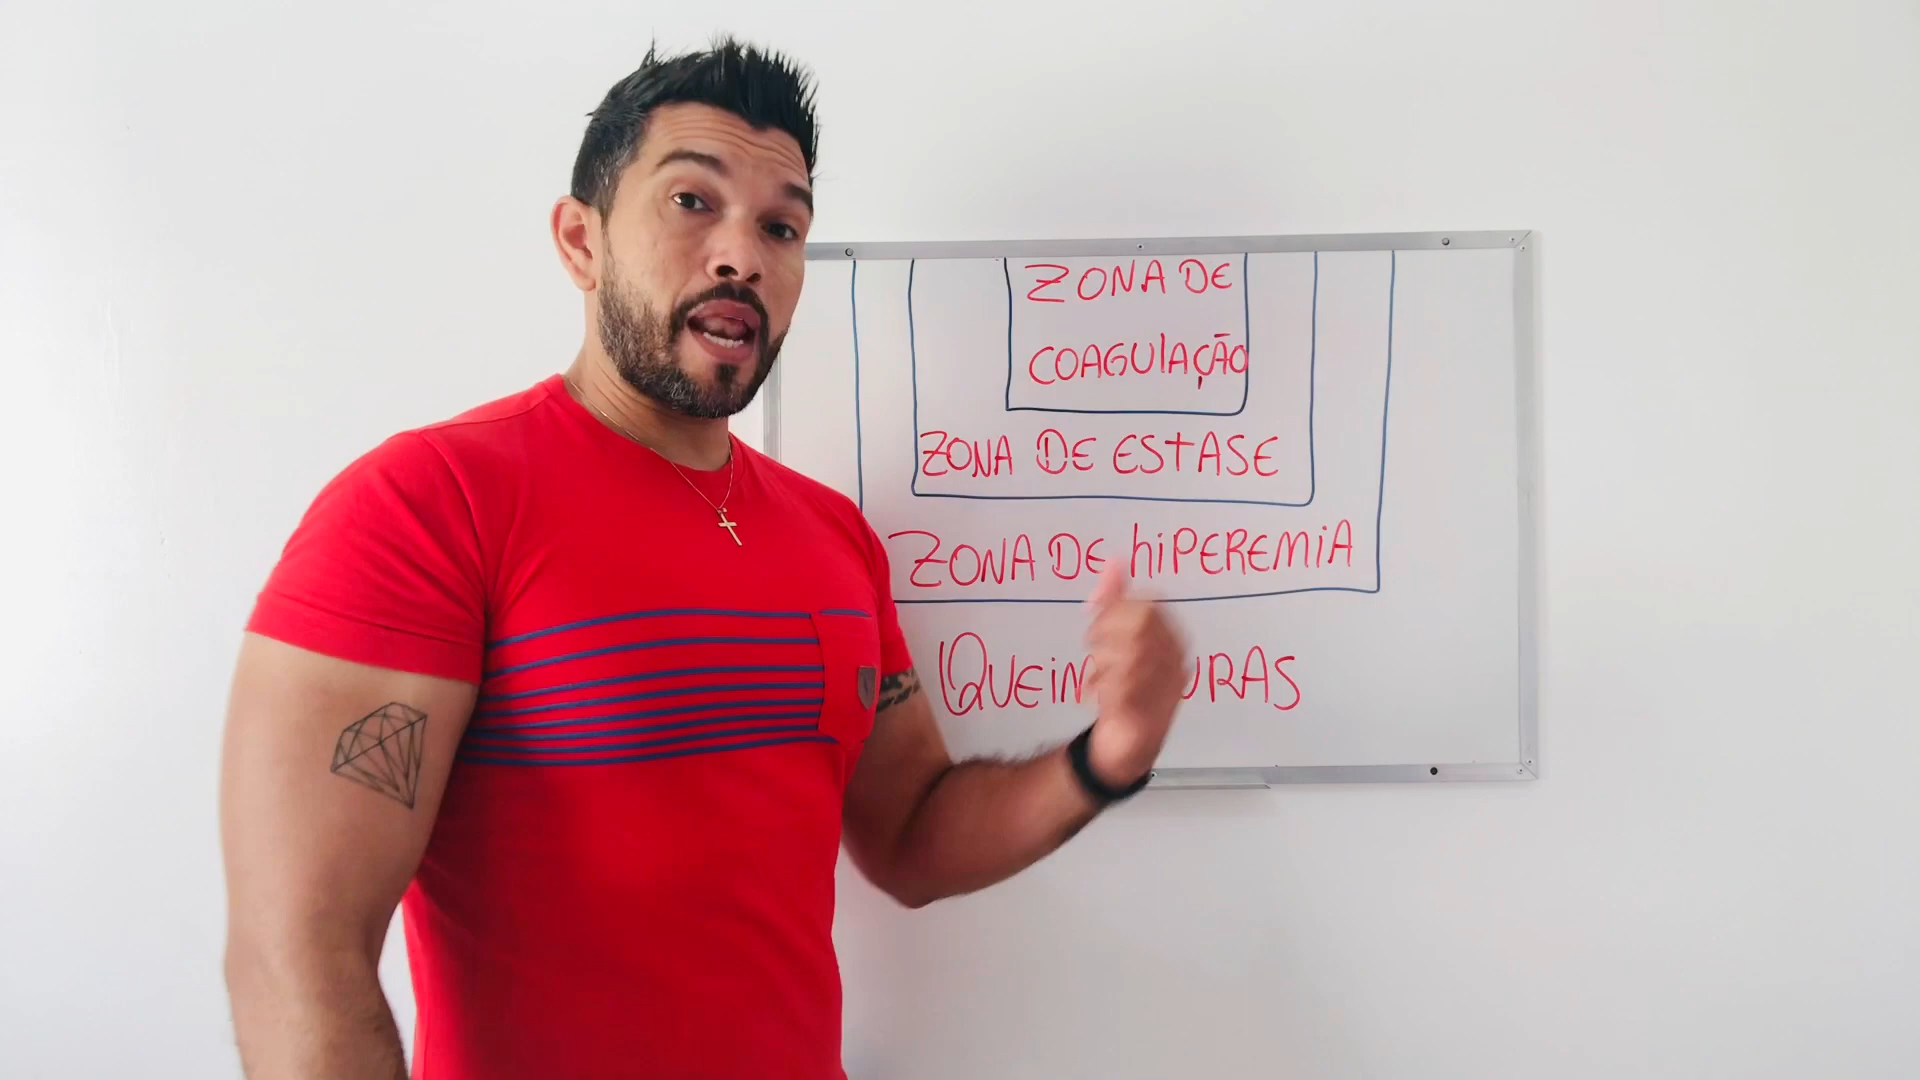 ZONA DE
COAGUlAÇÃO
ZONA DE ESTASE
ZONA DE hiPEREMiA